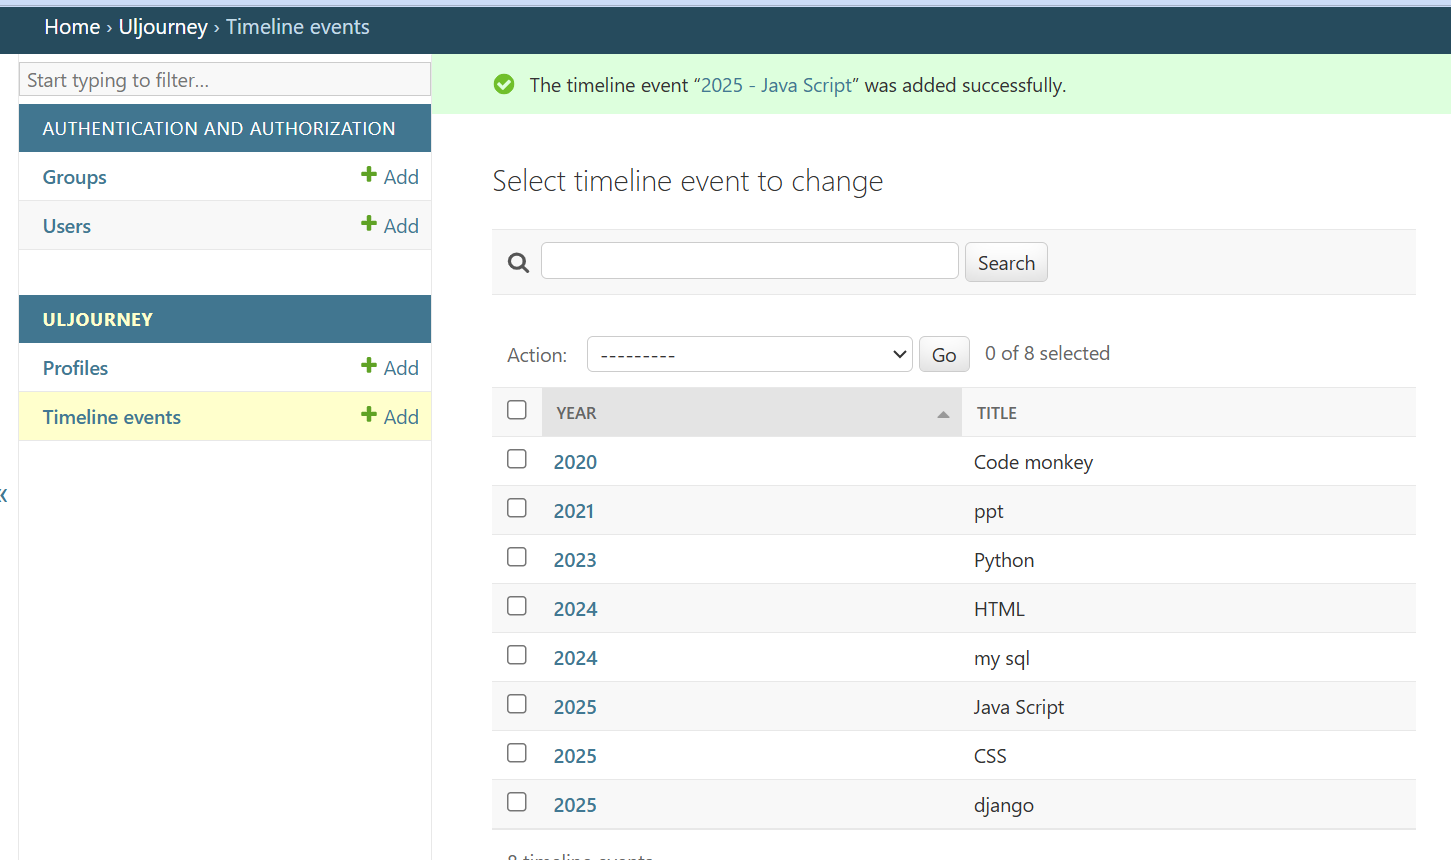 Home › Uljourney › Timeline events
Start typing to filter...
AUTHENTICATION AND AUTHORIZATION
Groups Add
Users Add
ULJOURNEY
Profiles Add
Timeline events Add
«
The timeline event “2025 - Java Script” was added successfully.
Select timeline event to change
Search
Action: --------- Go 0 of 8 selected
YEAR TITLE
2020 Code monkey
2021 ppt
2023 Python
2024 HTML
2024 my sql
2025 Java Script
2025 CSS
2025 django
8 timeline events